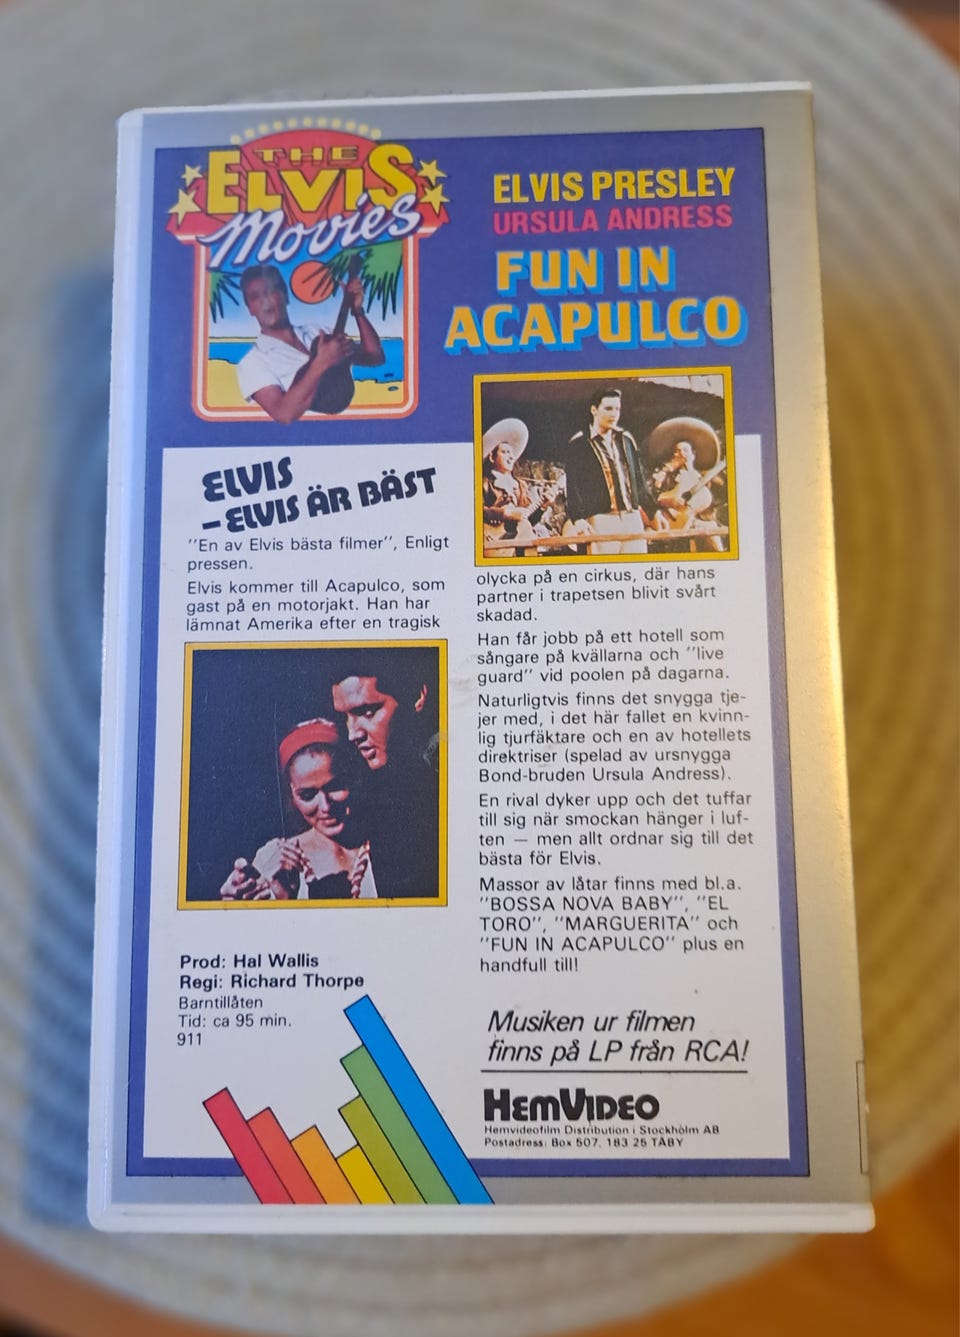 THE
ELVIS
Movies
ELVIS PRESLEY
URSULA ANDRESS
FUN IN
ACAPULCO
ELVIS
– ELVIS ÄR BÄST
"En av Elvis bästa filmer", Enligt
pressen.
Elvis kommer till Acapulco, som
gast på en motorjakt. Han har
lämnat Amerika efter en tragisk
olycka på en cirkus, där hans
partner i trapetsen blivit svårt
skadad.
Han får jobb på ett hotell som
sångare på kvällarna och "live
guard" vid poolen på dagarna.
Naturligtvis finns det snygga tje-
jer med, i det här fallet en kvinn-
lig tjurfäktare och en av hotellets
direktriser (spelad av ursnygga
Bond-bruden Ursula Andress).
En rival dyker upp och det tuffar
till sig när smockan hänger i luf-
ten — men allt ordnar sig till det
bästa för Elvis.
Massor av låtar finns med bl.a.
"BOSSA NOVA BABY", "EL
TORO", "MARGUERITA" och
"FUN IN ACAPULCO" plus en
handfull till!
Prod: Hal Wallis
Regi: Richard Thorpe
Barntillåten
Tid: ca 95 min.
911
Musiken ur filmen
finns på LP från RCA!
HEMVIDEO
Hemvideofilm Distribution i Stockholm AB
Postadress: Box 507, 183 25 TÄBY